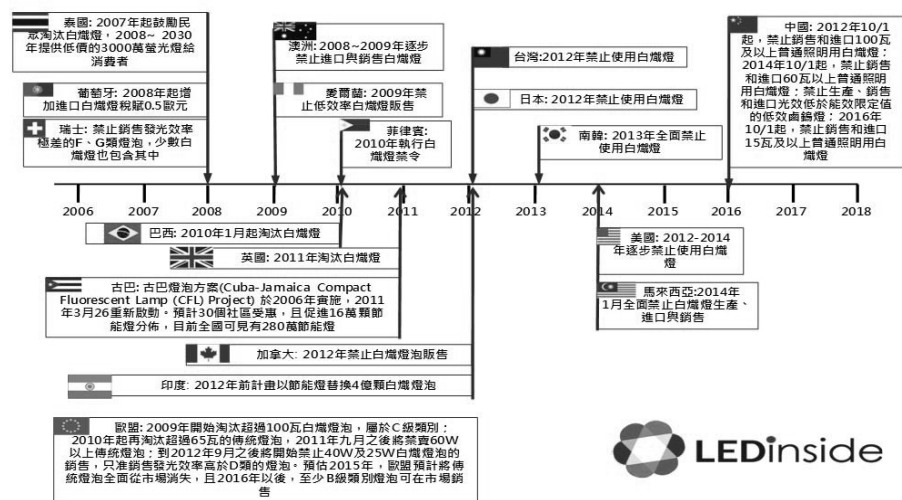 泰國: 2007年起鼓勵民
眾淘汰白熾燈，2008~ 2030
年提供低價的3000萬螢光燈給
消費者
葡萄牙: 2008年起增
加進口白熾燈稅賦0.5歐元
瑞士: 禁止銷售發光效率
極差的F、G類燈泡，少數白
熾燈也包含其中
澳洲: 2008~2009年逐步
禁止進口與銷售白熾燈
愛爾蘭: 2009年禁
止低效率白熾燈販售
菲律賓:
2010年執行白
熾燈禁令
台灣:2012年禁止使用白熾燈
日本: 2012年禁止使用白熾燈
南韓: 2013年全面禁止
使用白熾燈
中國: 2012年10/1
起，禁止銷售和進口100瓦
及以上普通照明用白熾燈；
2014年10/1起，禁止銷售
和進口60瓦以上普通照明
用白熾燈；禁止生產、銷售
和進口光效低於能效限定值
的低效鹵鎢燈；2016年
10/1起，禁止銷售和進口
15瓦及以上普通照明用白
熾燈
2006 2007 2008 2009 2010 2011 2012 2013 2014 2015 2016 2017 2018
巴西: 2010年1月起淘汰白熾燈
英國: 2011年淘汰白熾燈
古巴: 古巴燈泡方案(Cuba-Jamaica Compact
Fluorescent Lamp (CFL) Project) 於2006年實施，2011
年3月26重新啟動。預計30個社區受惠，且促進16萬顆節
能燈分佈，目前全國可見有280萬節能燈
加拿大: 2012年禁止白熾燈泡販售
印度: 2012年前計畫以節能燈替換4億顆白熾燈泡
美國: 2012-2014
年逐步禁止使用白熾
燈
馬來西亞:2014年
1月全面禁止白熾燈生產、
進口與銷售
歐盟: 2009年開始淘汰超過100瓦白熾燈泡，屬於C級類別；
2010年起再淘汰超過65瓦的傳統燈泡，2011年九月之後將禁賣60W
以上傳統燈泡；到2012年9月之後將開始禁止40W及25W白熾燈泡的
銷售，只准銷售發光效率高於D類的燈泡。預估2015年，歐盟預計將傳
統燈泡全面從市場消失，且2016年以後，至少B級類別燈泡可在市場銷
售
LEDinside